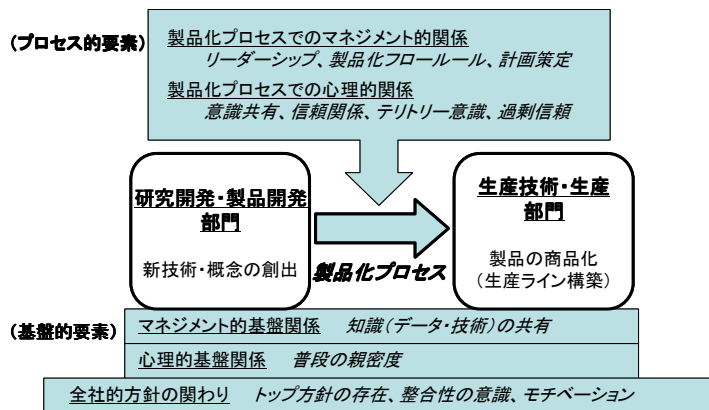 (プロセス的要素)
製品化プロセスでのマネジメント的関係
リーダーシップ、製品化フロールール、計画策定
製品化プロセスでの心理的関係
意識共有、信頼関係、テリトリー意識、過剰信頼
研究開発・製品開発
部門
新技術・概念の創出
製品化プロセス
生産技術・生産
部門
製品の商品化
(生産ライン構築)
(基盤的要素)
マネジメント的基盤関係 知識(データ・技術)の共有
心理的基盤関係 普段の親密度
全社的方針の関わり トップ方針の存在、整合性の意識、モチベーション